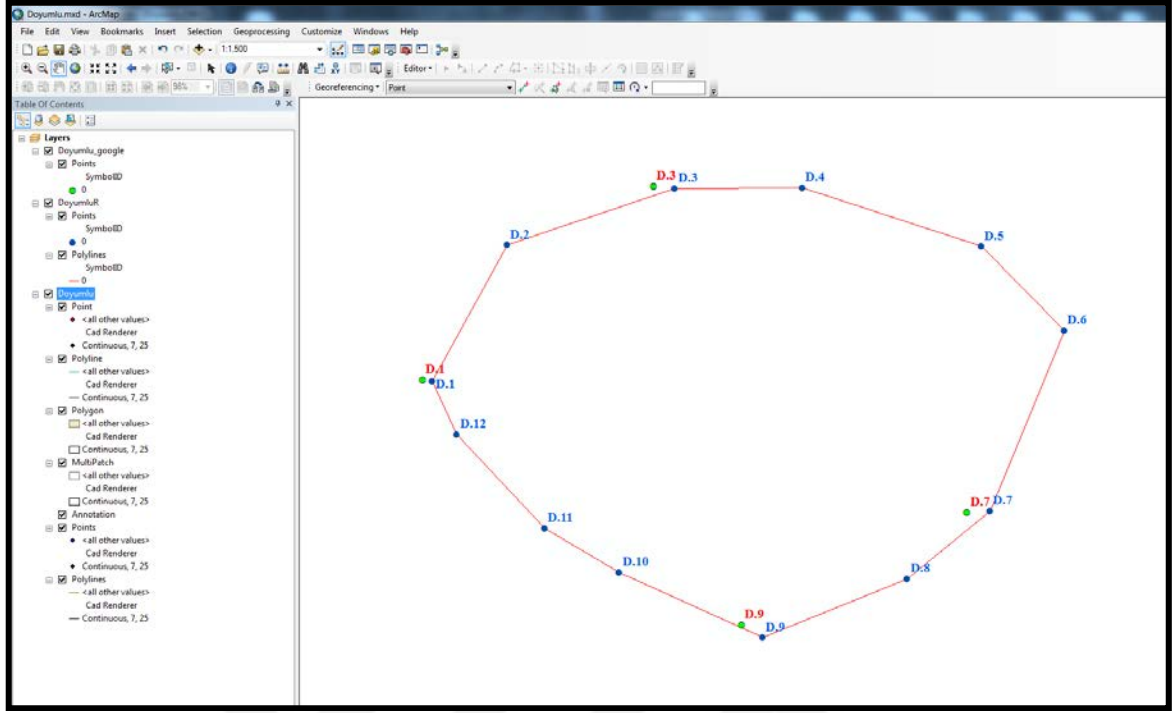 Doyumlu.mxd - ArcMap
File Edit View Bookmarks Insert Selection Geoprocessing Customize Windows Help
1:1.500
Editor
98%
Georeferencing Point
Table Of Contents
Layers
Doyumlu_google
Points
SymbolID
0
DoyumluR
Points
SymbolID
0
Polylines
SymbolID
0
Doyumlu
Point
<all other values>
Cad Renderer
Continuous, 7, 25
Polyline
<all other values>
Cad Renderer
Continuous, 7, 25
Polygon
<all other values>
Cad Renderer
Continuous, 7, 25
MultiPatch
<all other values>
Cad Renderer
Continuous, 7, 25
Annotation
Points
<all other values>
Cad Renderer
Continuous, 7, 25
Polylines
<all other values>
Cad Renderer
Continuous, 7, 25
D.3 D.3
D.4
D.2
D.5
D.6
D.1
D.1
D.12
D.7 D.7
D.11
D.10
D.8
D.9
D.9